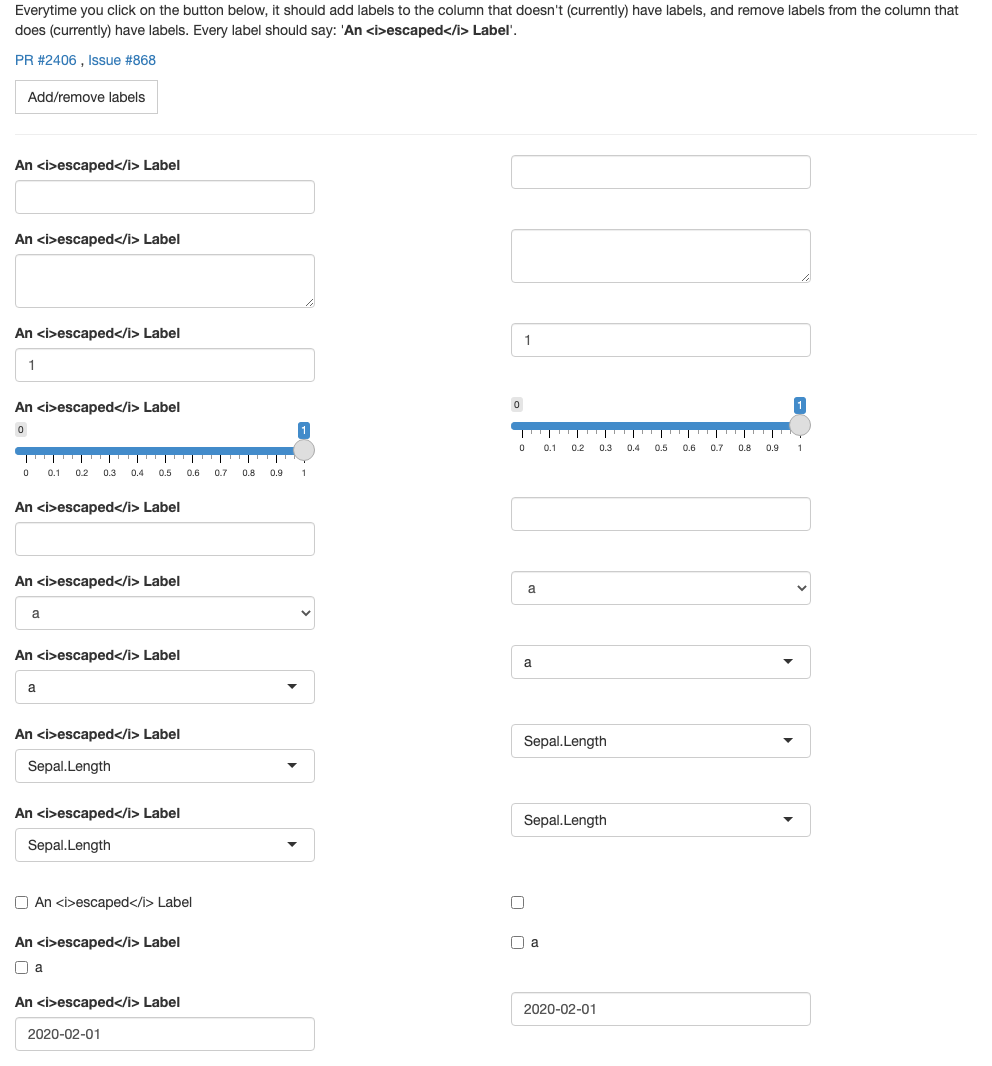 Everytime you click on the button below, it should add labels to the column that doesn't (currently) have labels, and remove labels from the column that
does (currently) have labels. Every label should say: 'An <i>escaped</i> Label'.
PR #2406 , Issue #868
Add/remove labels
An <i>escaped</i> Label
An <i>escaped</i> Label
An <i>escaped</i> Label
1
1
An <i>escaped</i> Label
0 1
0 0.1 0.2 0.3 0.4 0.5 0.6 0.7 0.8 0.9 1
0 1
0 0.1 0.2 0.3 0.4 0.5 0.6 0.7 0.8 0.9 1
An <i>escaped</i> Label
An <i>escaped</i> Label
a
a
An <i>escaped</i> Label
a
a
An <i>escaped</i> Label
Sepal.Length
Sepal.Length
An <i>escaped</i> Label
Sepal.Length
Sepal.Length
An <i>escaped</i> Label
An <i>escaped</i> Label
a
a
An <i>escaped</i> Label
2020-02-01
2020-02-01